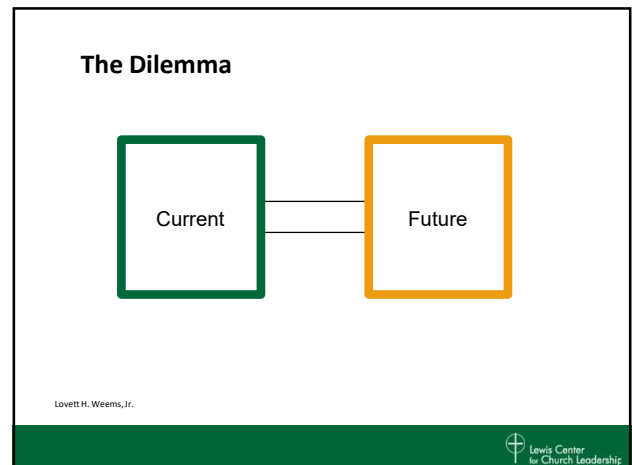 The Dilemma
Current Future
Lovett H. Weems, Jr.
Lewis Center
for Church Leadership